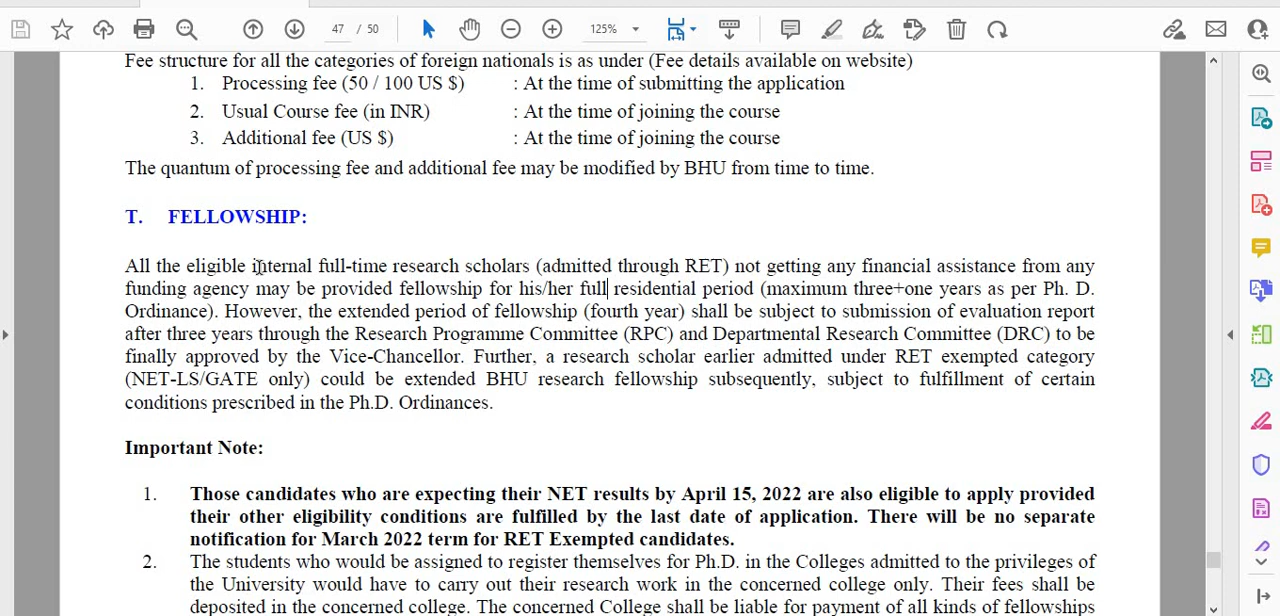 47 / 50
125%
Fee structure for all the categories of foreign nationals is as under (Fee details available on website)
1. Processing fee (50 / 100 US $) : At the time of submitting the application
2. Usual Course fee (in INR) : At the time of joining the course
3. Additional fee (US $) : At the time of joining the course
The quantum of processing fee and additional fee may be modified by BHU from time to time.
T. FELLOWSHIP:
All the eligible internal full-time research scholars (admitted through RET) not getting any financial assistance from any
funding agency may be provided fellowship for his/her full residential period (maximum three+one years as per Ph. D.
Ordinance). However, the extended period of fellowship (fourth year) shall be subject to submission of evaluation report
after three years through the Research Programme Committee (RPC) and Departmental Research Committee (DRC) to be
finally approved by the Vice-Chancellor. Further, a research scholar earlier admitted under RET exempted category
(NET-LS/GATE only) could be extended BHU research fellowship subsequently, subject to fulfillment of certain
conditions prescribed in the Ph.D. Ordinances.
Important Note:
1. Those candidates who are expecting their NET results by April 15, 2022 are also eligible to apply provided
their other eligibility conditions are fulfilled by the last date of application. There will be no separate
notification for March 2022 term for RET Exempted candidates.
2. The students who would be assigned to register themselves for Ph.D. in the Colleges admitted to the privileges of
the University would have to carry out their research work in the concerned college only. Their fees shall be
deposited in the concerned college. The concerned College shall be liable for payment of all kinds of fellowships